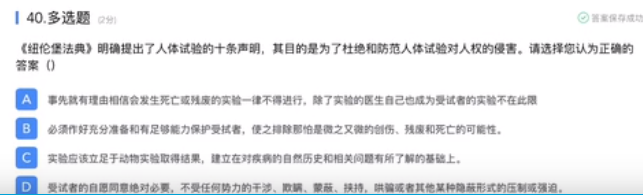 40.多选题 (2分)
答案保存成功
《纽伦堡法典》明确提出了人体试验的十条声明，其目的是为了杜绝和防范人体试验对人权的侵害。请选择您认为正确的
答案（）
A 事先就有理由相信会发生死亡或残废的实验一律不得进行，除了实验的医生自己也成为受试者的实验不在此限
B 必须作好充分准备和有足够能力保护受拭者，使之排除那怕是微之又微的创伤、残废和死亡的可能性。
C 实验应该立足于动物实验取得结果，建立在对疾病的自然历史和相关问题有所了解的基础上。
D 受试者的自愿同意绝对必要，不受任何势力的干涉、欺瞒、蒙蔽、挟持，哄骗或者其他某种隐蔽形式的压制或强迫。